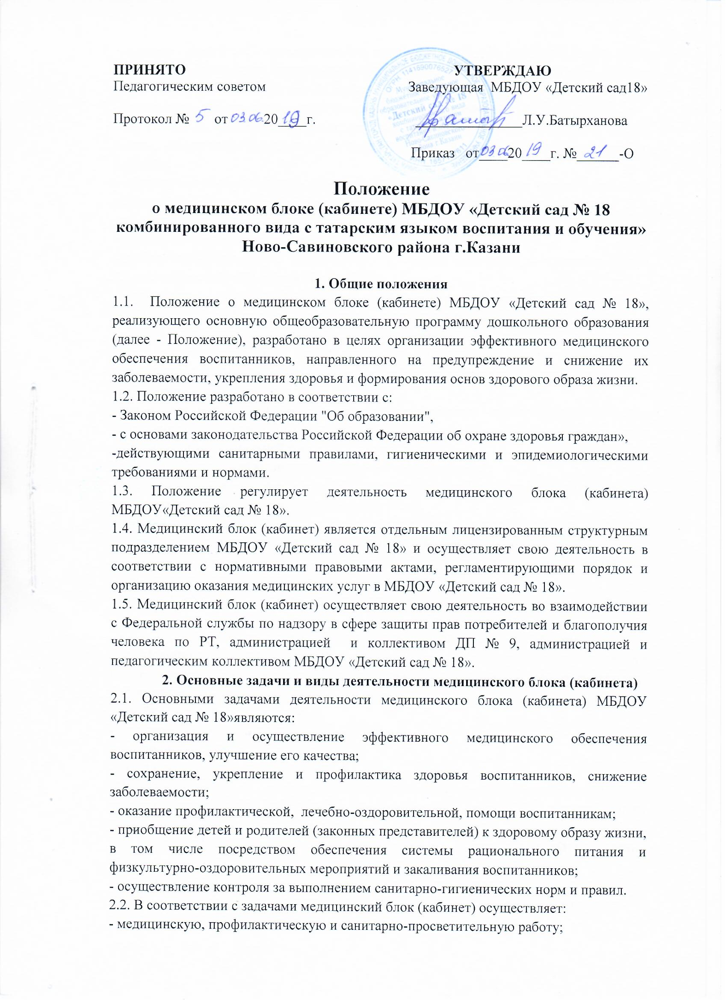 ПРИНЯТО
Педагогическим советом
Протокол № 5 от 03.06.2019 г.
УТВЕРЖДАЮ
Заведующая МБДОУ «Детский сад18»
Л.У.Батырханова
Приказ от 03 06 2019 г. № 21 -О
Положение
о медицинском блоке (кабинете) МБДОУ «Детский сад № 18
комбинированного вида с татарским языком воспитания и обучения»
Ново-Савиновского района г.Казани
1. Общие положения
1.1. Положение о медицинском блоке (кабинете) МБДОУ «Детский сад № 18»,
реализующего основную общеобразовательную программу дошкольного образования
(далее - Положение), разработано в целях организации эффективного медицинского
обеспечения воспитанников, направленного на предупреждение и снижение их
заболеваемости, укрепления здоровья и формирования основ здорового образа жизни.
1.2. Положение разработано в соответствии с:
- Законом Российской Федерации "Об образовании",
- с основами законодательства Российской Федерации об охране здоровья граждан»,
-действующими санитарными правилами, гигиеническими и эпидемиологическими
требованиями и нормами.
1.3. Положение регулирует деятельность медицинского блока (кабинета)
МБДОУ«Детский сад № 18».
1.4. Медицинский блок (кабинет) является отдельным лицензированным структурным
подразделением МБДОУ «Детский сад № 18» и осуществляет свою деятельность в
соответствии с нормативными правовыми актами, регламентирующими порядок и
организацию оказания медицинских услуг в МБДОУ «Детский сад № 18».
1.5. Медицинский блок (кабинет) осуществляет свою деятельность во взаимодействии
с Федеральной службы по надзору в сфере защиты прав потребителей и благополучия
человека по РТ, администрацией и коллективом ДП № 9, администрацией и
педагогическим коллективом МБДОУ «Детский сад № 18».
2. Основные задачи и виды деятельности медицинского блока (кабинета)
2.1. Основными задачами деятельности медицинского блока (кабинета) МБДОУ
«Детский сад № 18»являются:
- организация и осуществление эффективного медицинского обеспечения
воспитанников, улучшение его качества;
- сохранение, укрепление и профилактика здоровья воспитанников, снижение
заболеваемости;
- оказание профилактической, лечебно-оздоровительной, помощи воспитанникам;
- приобщение детей и родителей (законных представителей) к здоровому образу жизни,
в том числе посредством обеспечения системы рационального питания и
физкультурно-оздоровительных мероприятий и закаливания воспитанников;
- осуществление контроля за выполнением санитарно-гигиенических норм и правил.
2.2. В соответствии с задачами медицинский блок (кабинет) осуществляет:
- медицинскую, профилактическую и санитарно-просветительную работу;